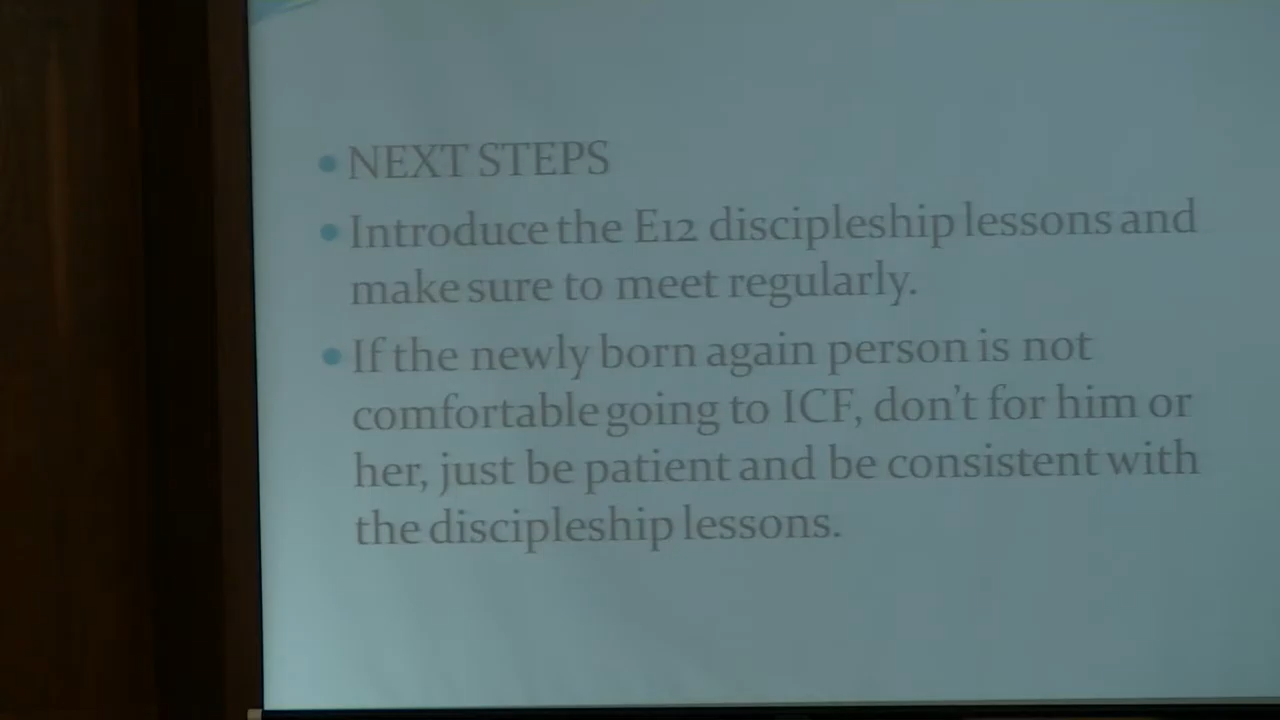 • NEXT STEPS
• Introduce the E12 discipleship lessons and
make sure to meet regularly.
• If the newly born again person is not
comfortable going to ICF, don't for him or
her, just be patient and be consistent with
the discipleship lessons.